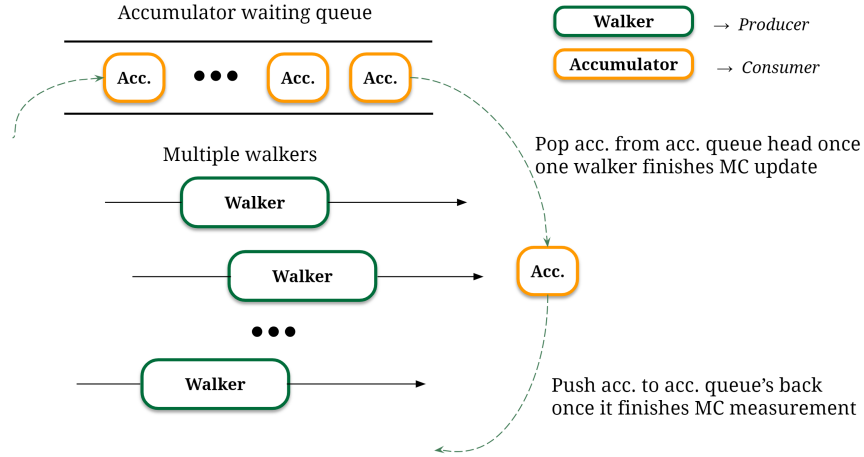 Accumulator waiting queue
Acc.
Acc.
Acc.
Walker
→ Producer
Accumulator
→ Consumer
Pop acc. from acc. queue head once
one walker finishes MC update
Multiple walkers
Walker
Walker
Acc.
Walker
Push acc. to acc. queue’s back
once it finishes MC measurement